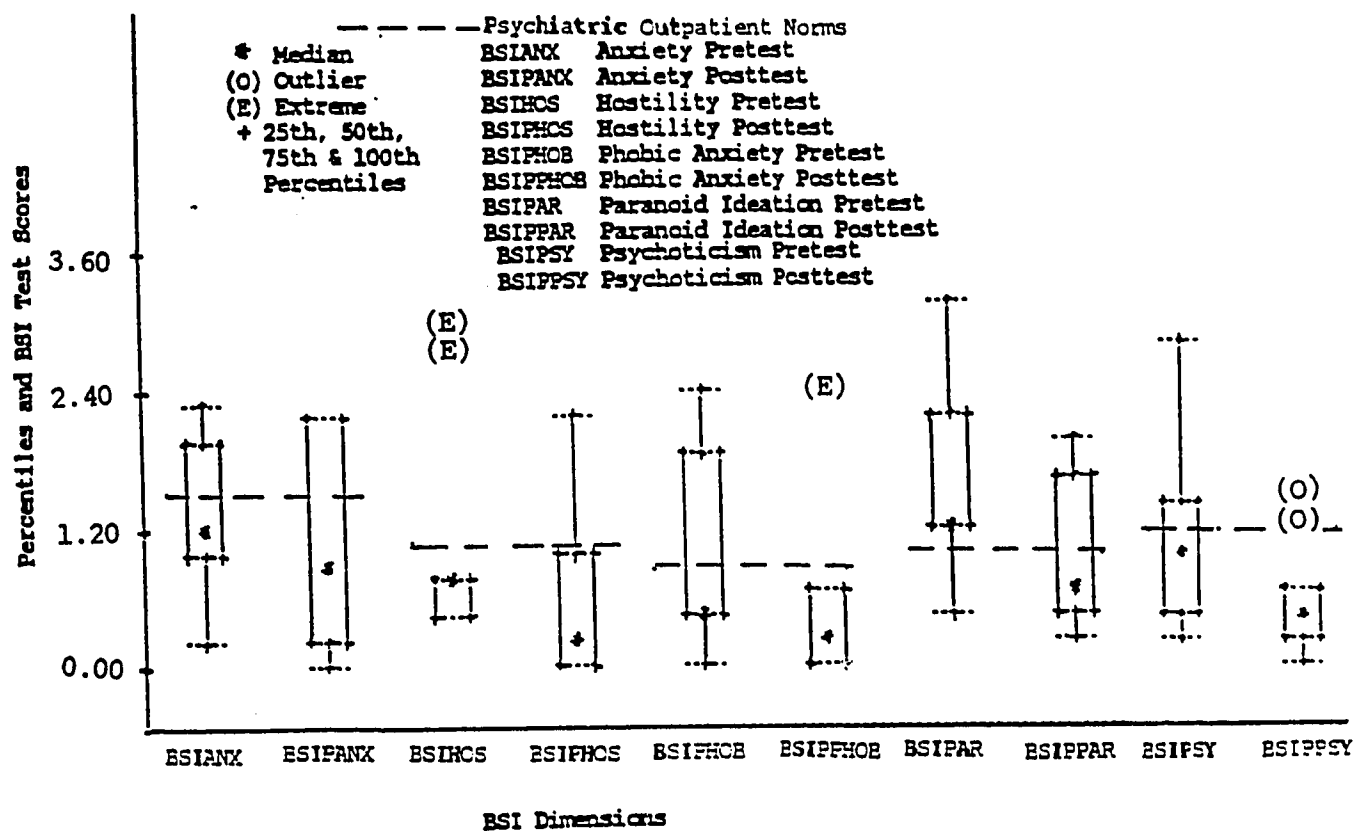 Psychiatric Outpatient Norms
* Median
(O) Outlier
(E) Extreme
+ 25th, 50th,
75th & 100th
Percentiles
BSIANX Anxiety Pretest
BSIPANX Anxiety Posttest
BSIHOS Hostility Pretest
BSIPHOS Hostility Posttest
BSIPHOB Phobic Anxiety Pretest
BSIPPHOB Phobic Anxiety Posttest
BSIPAR Paranoid Ideation Pretest
BSIPPAR Paranoid Ideation Posttest
BSIPSY Psychoticism Pretest
BSIPPSY Psychoticism Posttest
Percentiles and BSI Test Scores
3.60
2.40
1.20
0.00
(E)
(E)
(E)
(O)
(O)
BSIANX BSIPANX BSIHOS BSIPHOS BSIPHOB BSIPPHOB BSIPAR BSIPPAR BSIPSY BSIPPSY
BSI Dimensions